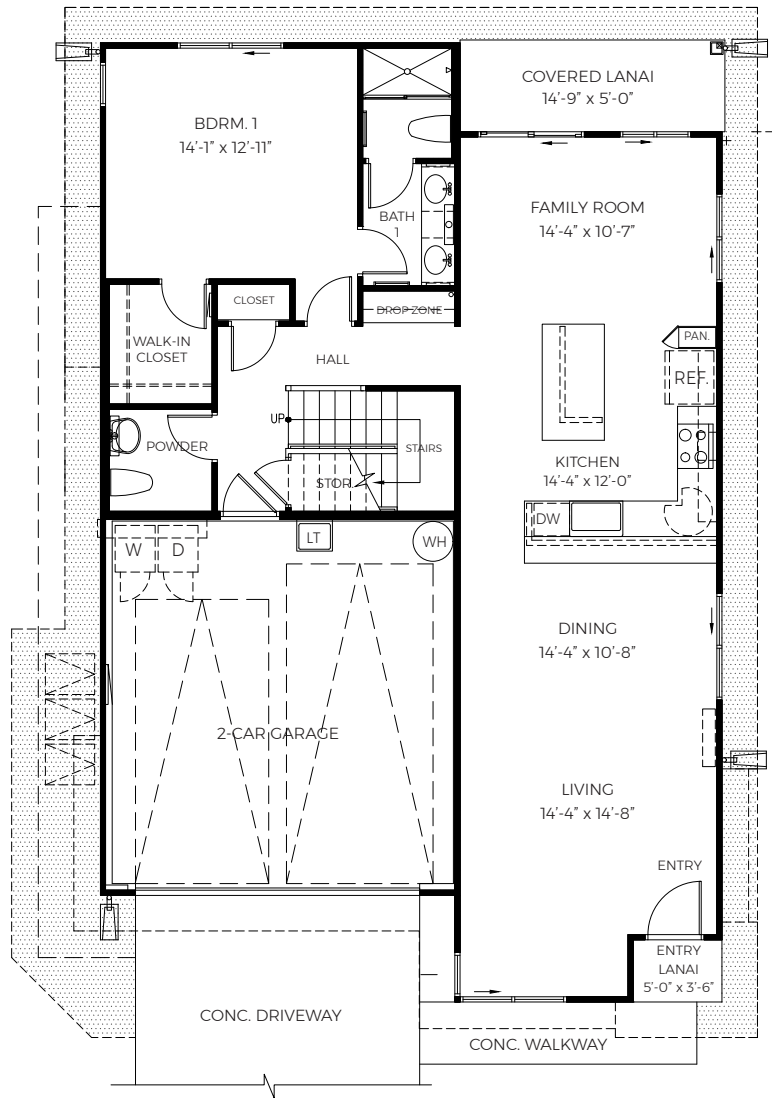 COVERED LANAI
14'-9" x 5'-0"
BDRM. 1
14'-1" x 12'-11"
FAMILY ROOM
14'-4" x 10'-7"
BATH
1
CLOSET
DROP ZONE
WALK-IN
CLOSET
HALL
PAN.
REF.
UP
POWDER
STAIRS
STOR.
KITCHEN
14'-4" x 12'-0"
DW
W
D
LT
WH
DINING
14'-4" x 10'-8"
2-CAR GARAGE
LIVING
14'-4" x 14'-8"
ENTRY
ENTRY
LANAI
5'-0" x 3'-6"
CONC. DRIVEWAY
CONC. WALKWAY